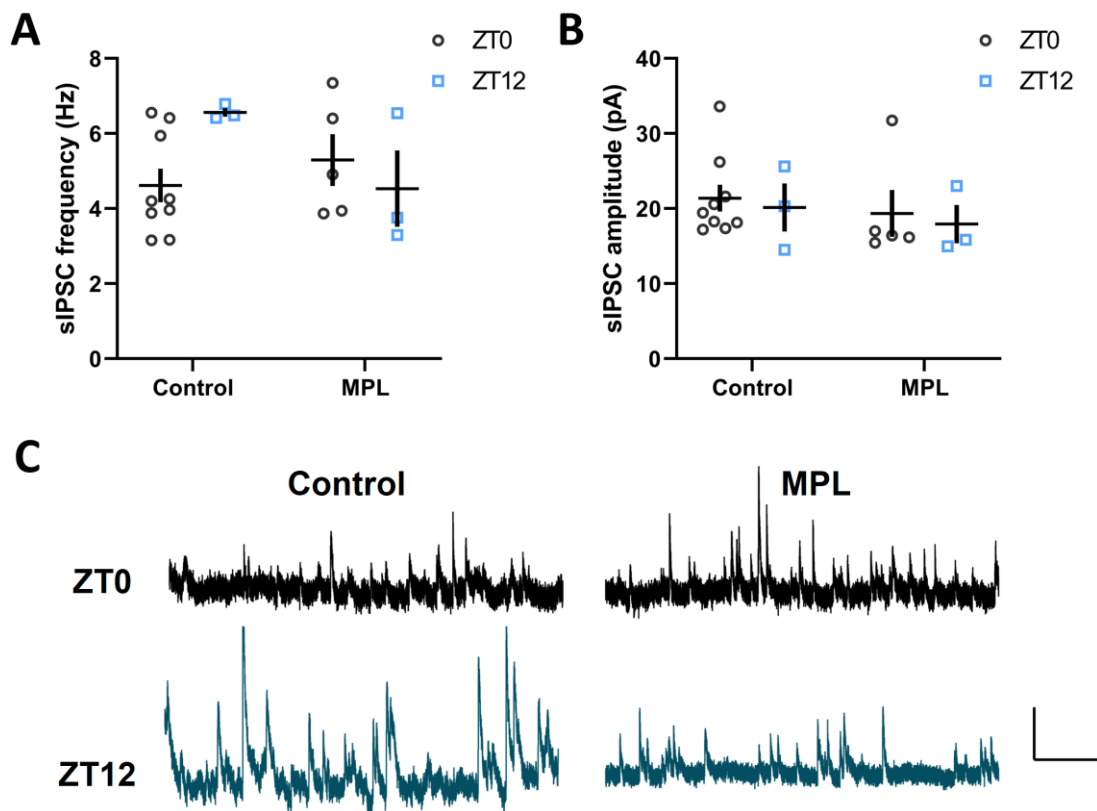 A
sIPSC frequency (Hz)
8
6
4
2
0
Control
MPL
ZT0
ZT12
B
sIPSC amplitude (pA)
40
30
20
10
0
Control
MPL
ZT0
ZT12
C
Control
MPL
ZT0
ZT12